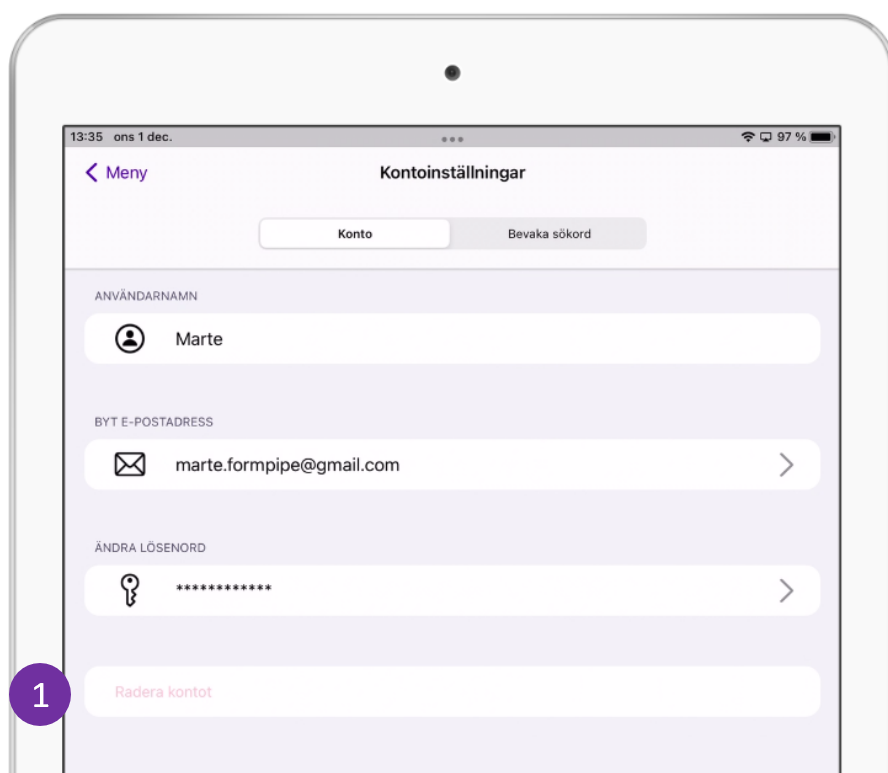 13:35 ons 1 dec.
97 %
Meny
Kontoinställningar
Konto
Bevaka sökord
ANVÄNDARNAMN
Marte
BYT E-POSTADRESS
marte.formpipe@gmail.com
ÄNDRA LÖSENORD
************
1
Radera kontot